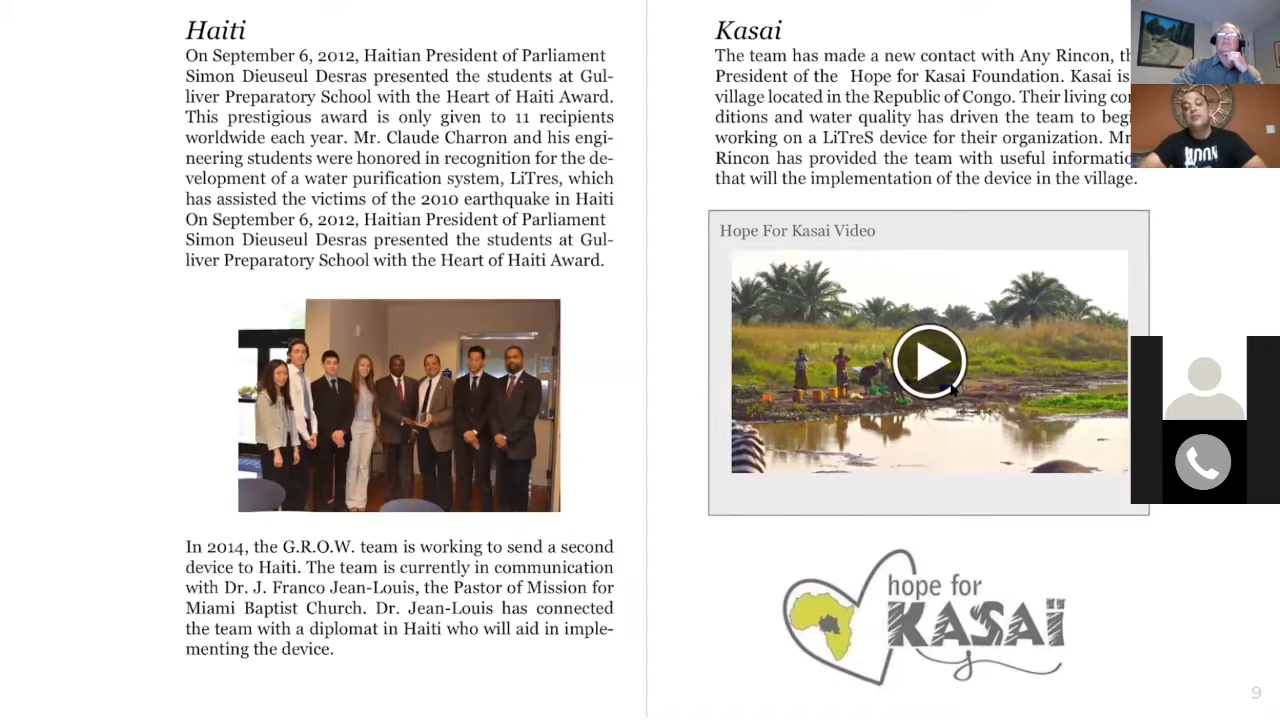 Haiti
On September 6, 2012, Haitian President of Parliament
Simon Dieuseul Desras presented the students at Gul-
liver Preparatory School with the Heart of Haiti Award.
This prestigious award is only given to 11 recipients
worldwide each year. Mr. Claude Charron and his engi-
neering students were honored in recognition for the de-
velopment of a water purification system, LiTres, which
has assisted the victims of the 2010 earthquake in Haiti
On September 6, 2012, Haitian President of Parliament
Simon Dieuseul Desras presented the students at Gul-
liver Preparatory School with the Heart of Haiti Award.
In 2014, the G.R.O.W. team is working to send a second
device to Haiti. The team is currently in communication
with Dr. J. Franco Jean-Louis, the Pastor of Mission for
Miami Baptist Church. Dr. Jean-Louis has connected
the team with a diplomat in Haiti who will aid in imple-
menting the device.
Kasai
The team has made a new contact with Any Rincon,
President of the Hope for Kasai Foundation. Kasai is
village located in the Republic of Congo. Their living
ditions and water quality has driven the team to
working on a LiTreS device for their organization.
Rincon has provided the team with useful
that will the implementation of the device in the village.
Hope For Kasai Video
hope for
KASAÏ
9